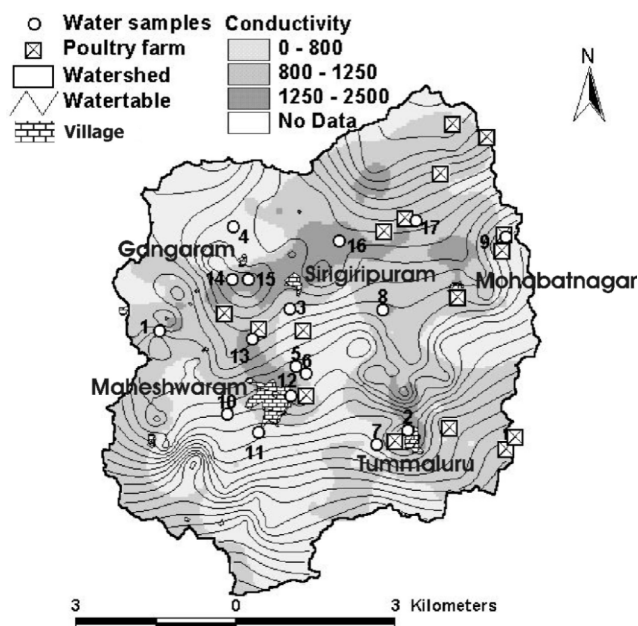 Water samples
Poultry farm
Watershed
Watertable
Village
Conductivity
0 - 800
800 - 1250
1250 - 2500
No Data
N
4
17
16
9
Gangaram
Sirigiripuram
Mohabatnagar
14
15
3
8
1
13
5
6
Maheshwaram
12
10
2
11
7
Tummaluru
3 0 3 Kilometers